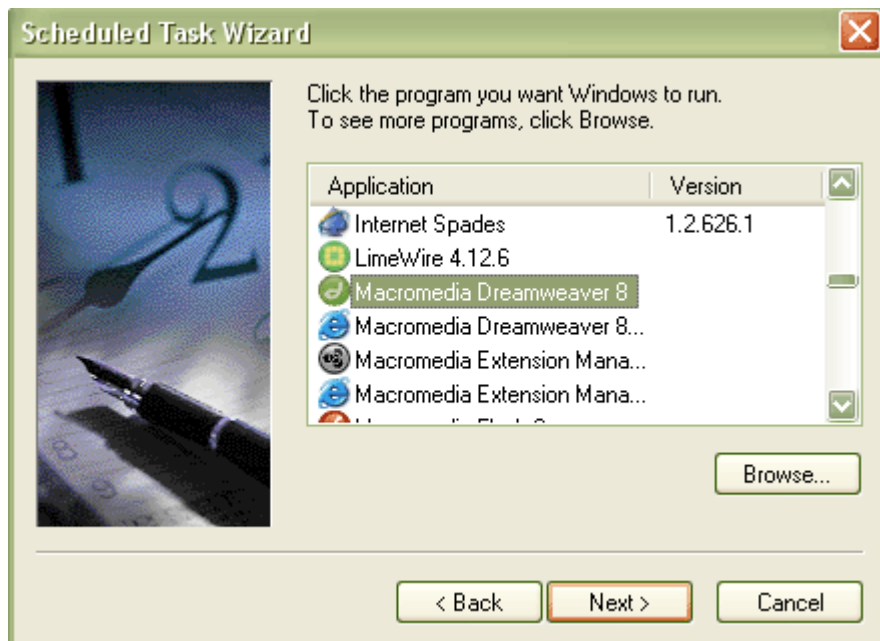 Scheduled Task Wizard
Click the program you want Windows to run.
To see more programs, click Browse.
Application Version
Internet Spades 1.2.626.1
LimeWire 4.12.6
Macromedia Dreamweaver 8
Macromedia Dreamweaver 8...
Macromedia Extension Mana...
Macromedia Extension Mana...
Browse...
< Back Next > Cancel